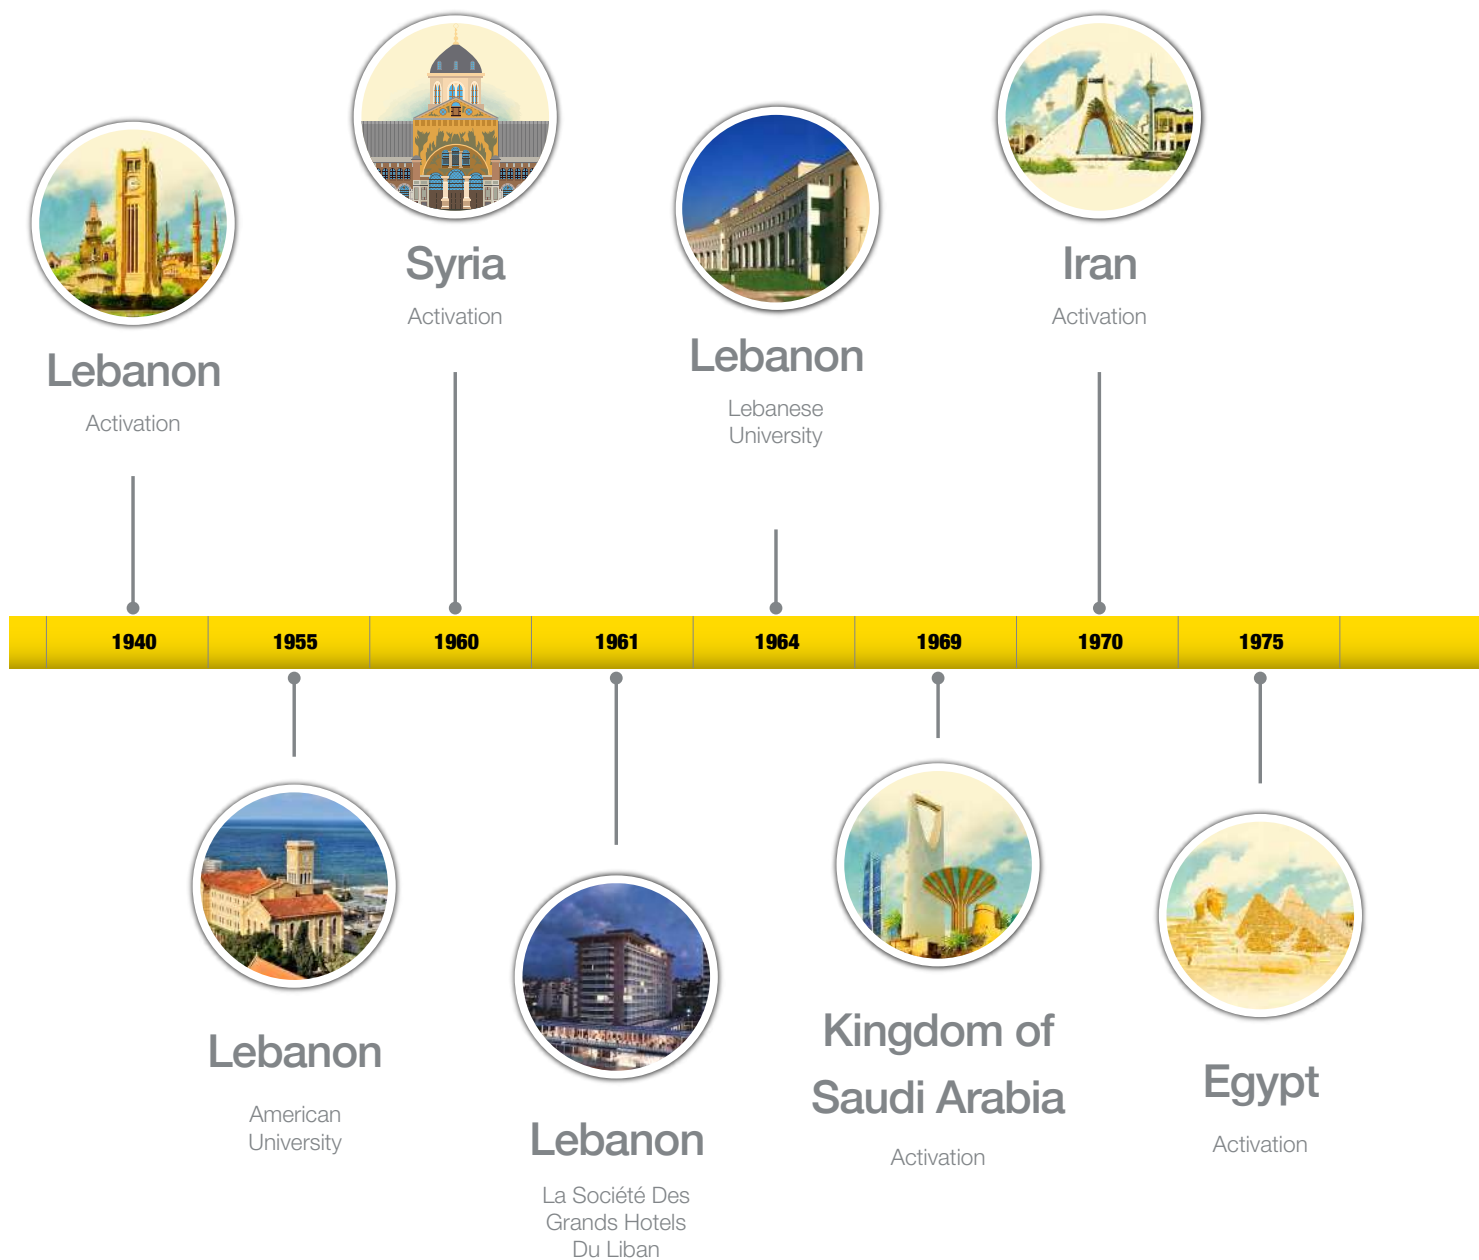 Lebanon
Activation
Syria
Activation
Lebanon
Lebanese
University
Iran
Activation
1940
1955
1960
1961
1964
1969
1970
1975
Lebanon
American
University
Lebanon
La Société Des
Grands Hotels
Du Liban
Kingdom of
Saudi Arabia
Activation
Egypt
Activation